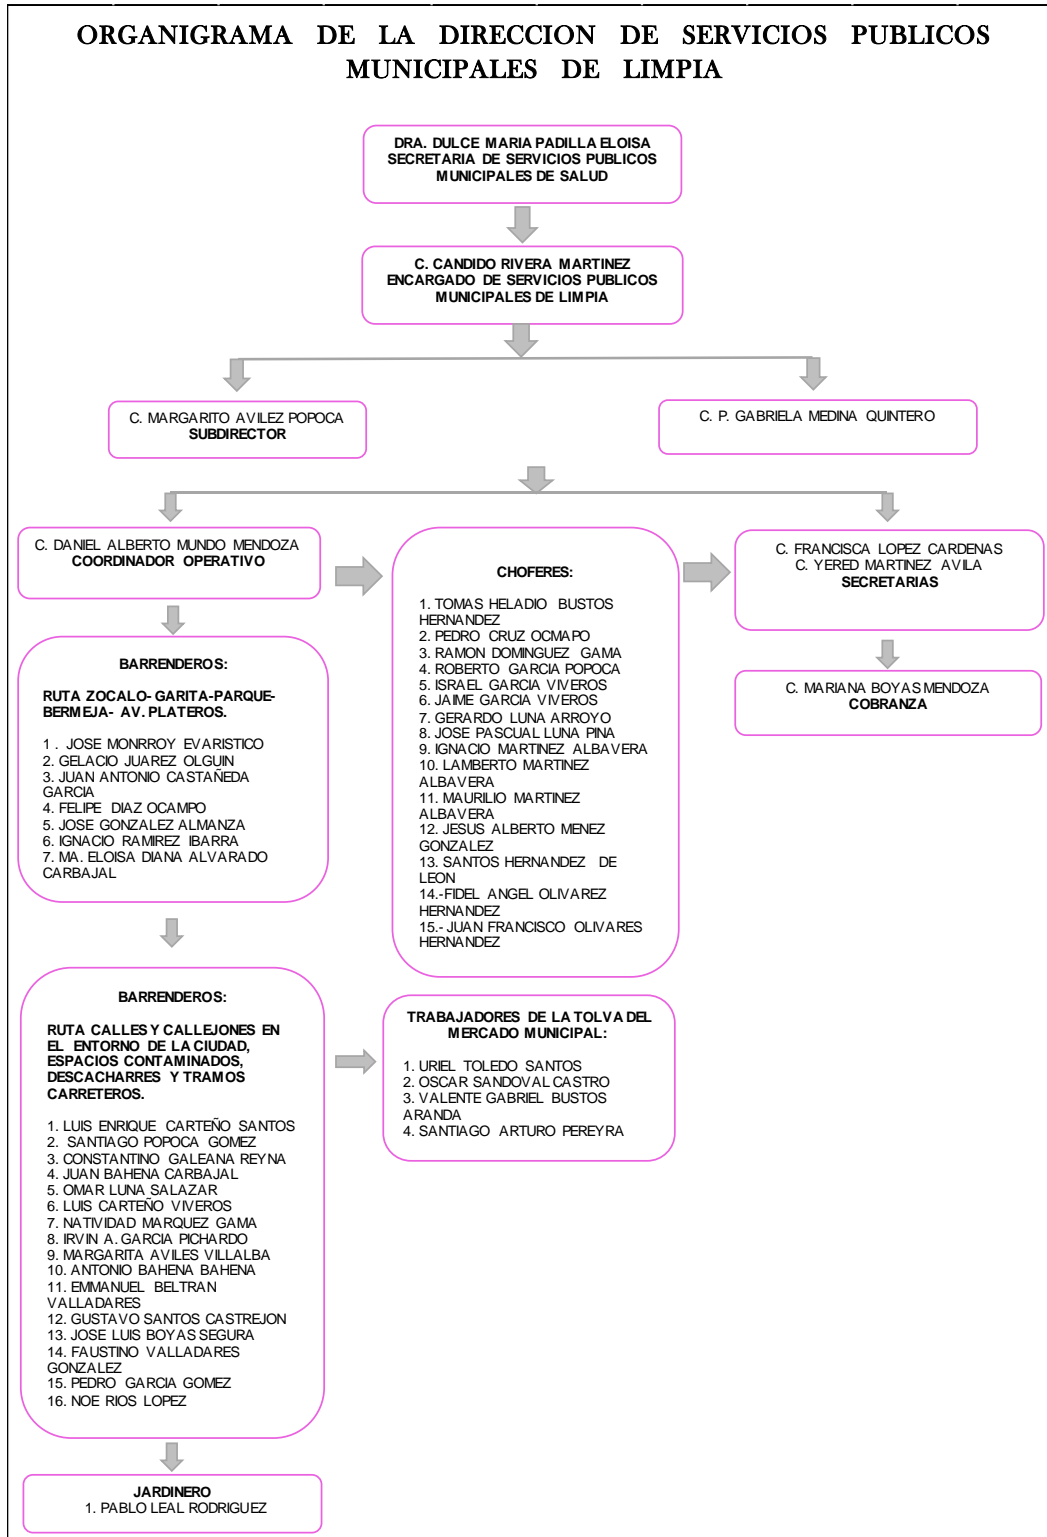 ORGANIGRAMA DE LA DIRECCION DE SERVICIOS PUBLICOS
MUNICIPALES DE LIMPIA
DRA. DULCE MARIA PADILLA ELOISA
SECRETARIA DE SERVICIOS PUBLICOS
MUNICIPALES DE SALUD
C. CANDIDO RIVERA MARTINEZ
ENCARGADO DE SERVICIOS PUBLICOS
MUNICIPALES DE LIMPIA
C. MARGARITO AVILEZ POPOCA
SUBDIRECTOR
C. P. GABRIELA MEDINA QUINTERO
C. DANIEL ALBERTO MUNDO MENDOZA
COORDINADOR OPERATIVO
CHOFERES:
1. TOMAS HELADIO BUSTOS
HERNANDEZ
2. PEDRO CRUZ OCMAPO
3. RAMON DOMINGUEZ GAMA
4. ROBERTO GARCIA POPOCA
5. ISRAEL GARCIA VIVEROS
6. JAIME GARCIA VIVEROS
7. GERARDO LUNA ARROYO
8. JOSE PASCUAL LUNA PINA
9. IGNACIO MARTINEZ ALBAVERA
10. LAMBERTO MARTINEZ
ALBAVERA
11. MAURILIO MARTINEZ
ALBAVERA
12. JESUS ALBERTO MENEZ
GONZALEZ
13. SANTOS HERNANDEZ DE
LEON
14.-FIDEL ANGEL OLIVAREZ
HERNANDEZ
15.- JUAN FRANCISCO OLIVARES
HERNANDEZ
C. FRANCISCA LOPEZ CARDENAS
C. YERED MARTINEZ AVILA
SECRETARIAS
C. MARIANA BOYAS MENDOZA
COBRANZA
BARRENDEROS:
RUTA ZOCALO- GARITA-PARQUE-
BERMEJA- AV. PLATEROS.
1 . JOSE MONRROY EVARISTICO
2. GELACIO JUAREZ OLGUIN
3. JUAN ANTONIO CASTAÑEDA
GARCIA
4. FELIPE DIAZ OCAMPO
5. JOSE GONZALEZ ALMANZA
6. IGNACIO RAMIREZ IBARRA
7. MA. ELOISA DIANA ALVARADO
CARBAJAL
BARRENDEROS:
RUTA CALLES Y CALLEJONES EN
EL ENTORNO DE LA CIUDAD,
ESPACIOS CONTAMINADOS,
DESCACHARRES Y TRAMOS
CARRETEROS.
1. LUIS ENRIQUE CARTEÑO SANTOS
2. SANTIAGO POPOCA GOMEZ
3. CONSTANTINO GALEANA REYNA
4. JUAN BAHENA CARBAJAL
5. OMAR LUNA SALAZAR
6. LUIS CARTEÑO VIVEROS
7. NATIVIDAD MARQUEZ GAMA
8. IRVIN A. GARCIA PICHARDO
9. MARGARITA AVILES VILLALBA
10. ANTONIO BAHENA BAHENA
11. EMMANUEL BELTRAN
VALLADARES
12. GUSTAVO SANTOS CASTREJON
13. JOSE LUIS BOYAS SEGURA
14. FAUSTINO VALLADARES
GONZALEZ
15. PEDRO GARCIA GOMEZ
16. NOE RIOS LOPEZ
TRABAJADORES DE LA TOLVA DEL
MERCADO MUNICIPAL:
1. URIEL TOLEDO SANTOS
2. OSCAR SANDOVAL CASTRO
3. VALENTE GABRIEL BUSTOS
ARANDA
4. SANTIAGO ARTURO PEREYRA
JARDINERO
1. PABLO LEAL RODRIGUEZ